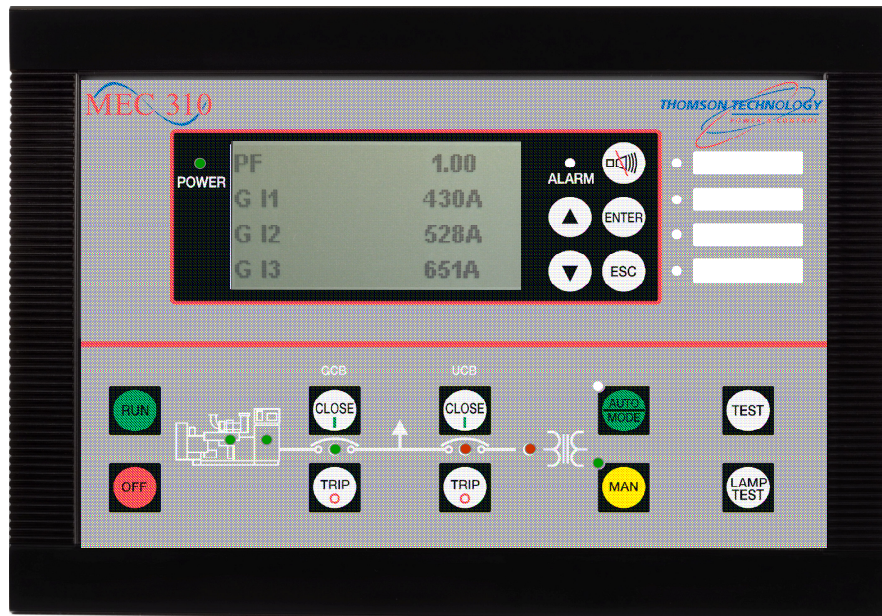 MEC 310
THOMSON TECHNOLOGY
POWER
PF 1.00
G I1 430A
G I2 528A
G I3 651A
ALARM
ENTER
ESC
GCB
UCB
RUN
CLOSE
CLOSE
AUTO
MODE
TEST
OFF
TRIP
TRIP
MAN
LAMP
TEST